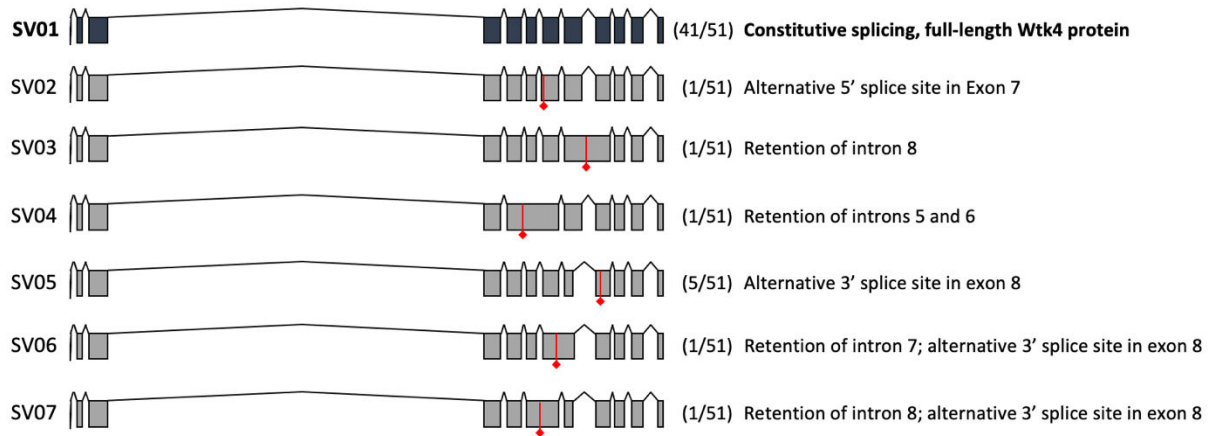 SV01 (41/51) Constitutive splicing, full-length Wtk4 protein
SV02 (1/51) Alternative 5’ splice site in Exon 7
SV03 (1/51) Retention of intron 8
SV04 (1/51) Retention of introns 5 and 6
SV05 (5/51) Alternative 3’ splice site in exon 8
SV06 (1/51) Retention of intron 7; alternative 3’ splice site in exon 8
SV07 (1/51) Retention of intron 8; alternative 3’ splice site in exon 8